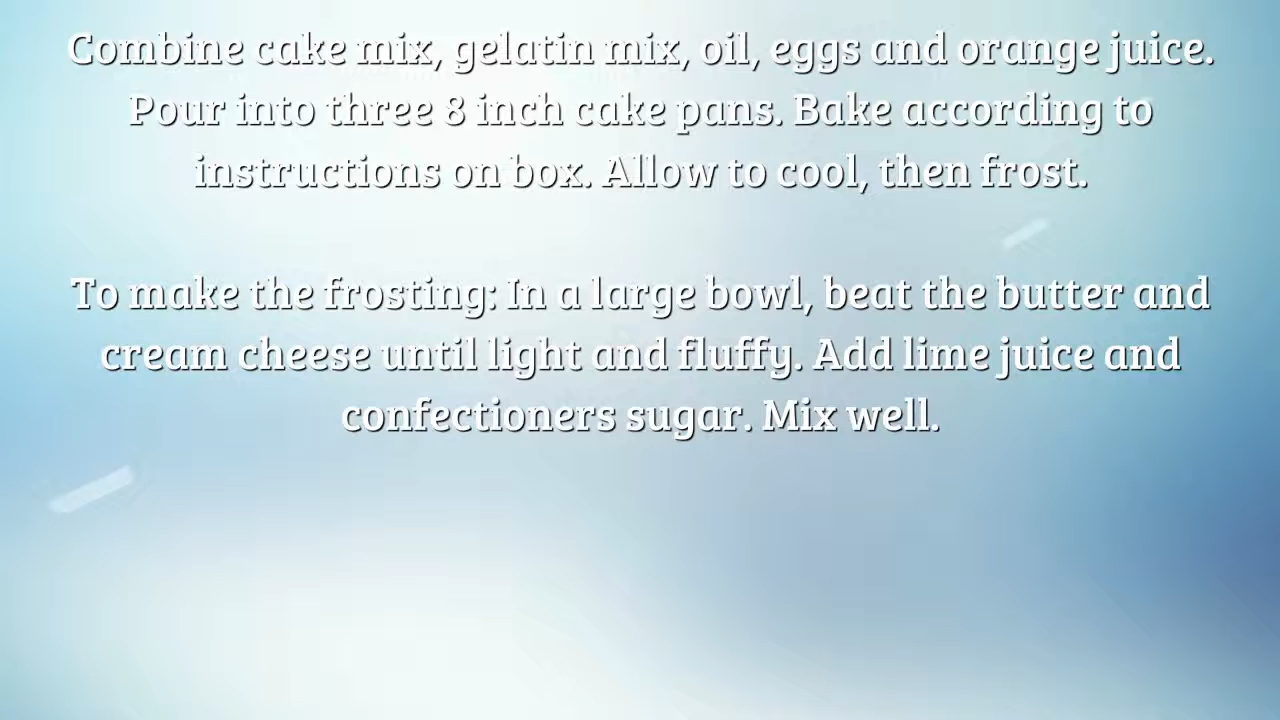 Combine cake mix, gelatin mix, oil, eggs and orange juice.
Pour into three 8 inch cake pans. Bake according to
instructions on box. Allow to cool, then frost.
To make the frosting: In a large bowl, beat the butter and
cream cheese until light and fluffy. Add lime juice and
confectioners sugar. Mix well.